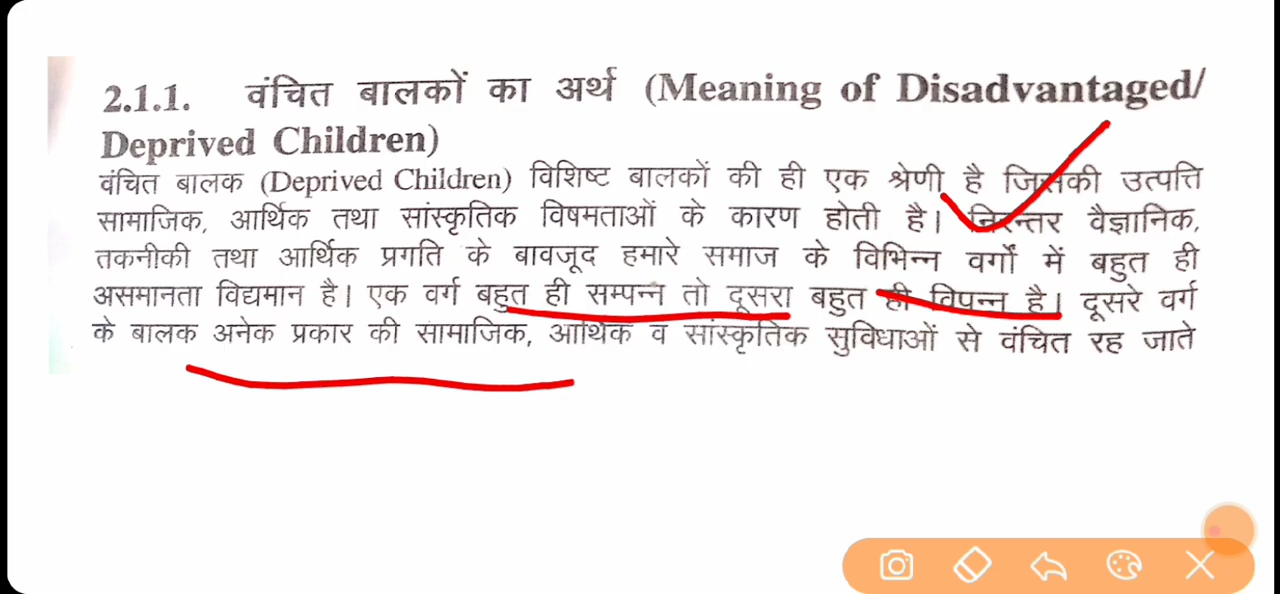 2.1.1. वंचित बालकों का अर्थ (Meaning of Disadvantaged/
Deprived Children)
वंचित बालक (Deprived Children) विशिष्ट बालकों की ही एक श्रेणी है जिसकी उत्पत्ति
सामाजिक, आर्थिक तथा सांस्कृतिक विषमताओं के कारण होती है। निरन्तर वैज्ञानिक,
तकनीकी तथा आर्थिक प्रगति के बावजूद हमारे समाज के विभिन्न वर्गों में बहुत ही
असमानता विद्यमान है। एक वर्ग बहुत ही सम्पन्न तो दूसरा बहुत ही विपन्न है। दूसरे वर्ग
के बालक अनेक प्रकार की सामाजिक, आर्थिक व सांस्कृतिक सुविधाओं से वंचित रह जाते